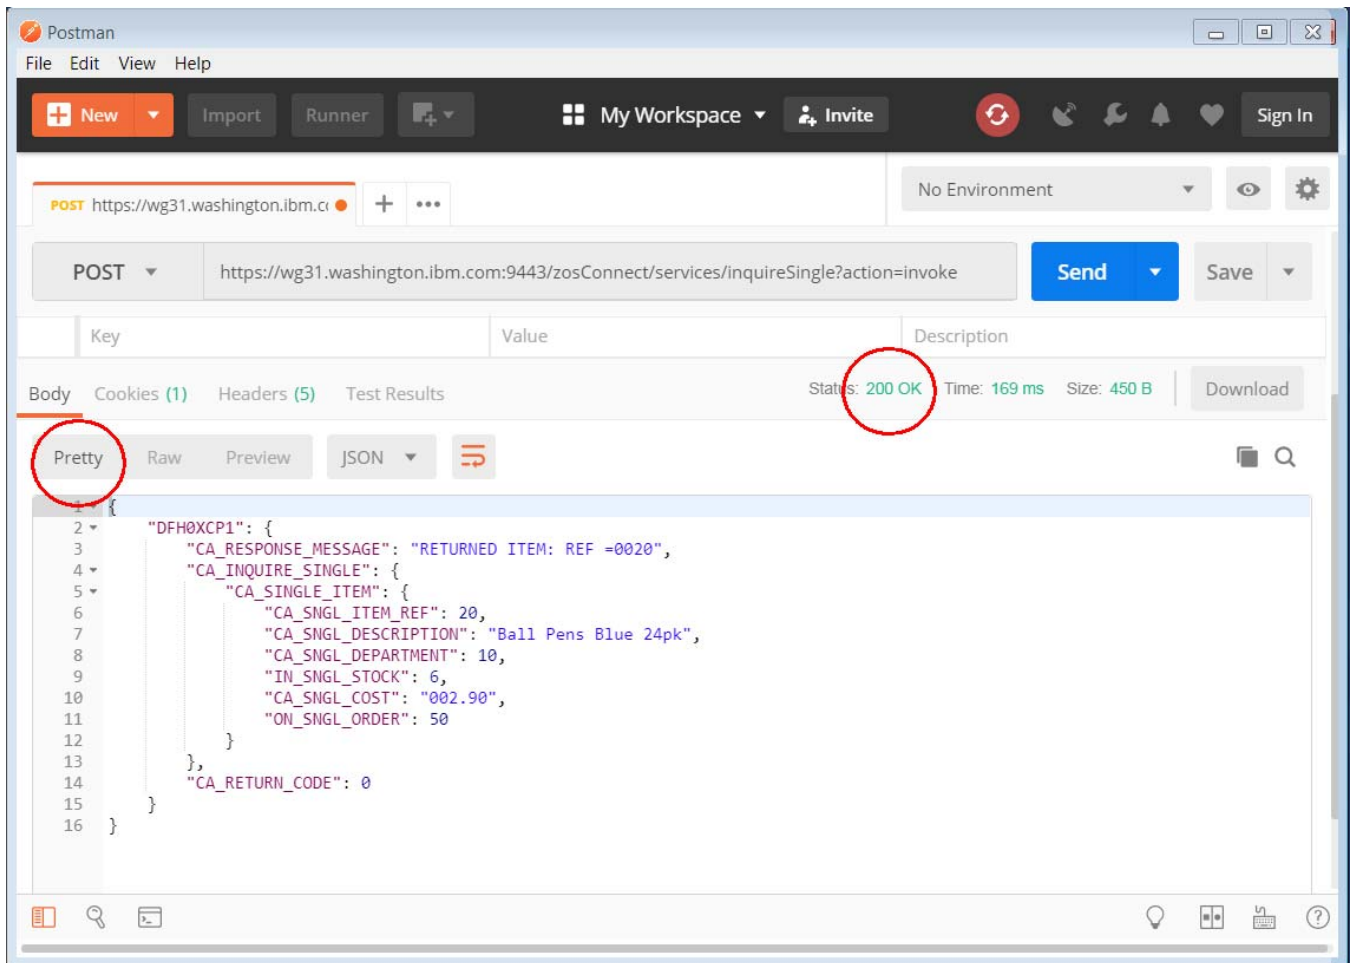 Postman
File Edit View Help
New Import Runner My Workspace Invite Sign In
POST https://wg31.washington.ibm.cc
No Environment
POST https://wg31.washington.ibm.com:9443/zosConnect/services/inquireSingle?action=invoke Send Save
Key Value Description
Body Cookies (1) Headers (5) Test Results Status: 200 OK Time: 169 ms Size: 450 B Download
Pretty Raw Preview JSON
1 {
2 "DFH0XCP1": {
3 "CA_RESPONSE_MESSAGE": "RETURNED ITEM: REF =0020",
4 "CA_INQUIRE_SINGLE": {
5 "CA_SINGLE_ITEM": {
6 "CA_SNGL_ITEM_REF": 20,
7 "CA_SNGL_DESCRIPTION": "Ball Pens Blue 24pk",
8 "CA_SNGL_DEPARTMENT": 10,
9 "IN_SNGL_STOCK": 6,
10 "CA_SNGL_COST": "002.90",
11 "ON_SNGL_ORDER": 50
12 }
13 },
14 "CA_RETURN_CODE": 0
15 }
16 }